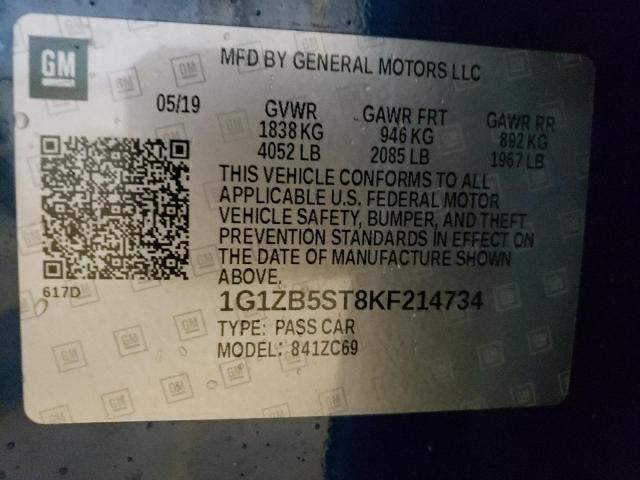 GM
MFD BY GENERAL MOTORS LLC
05/19
GVWR
1838 KG
4052 LB
GAWR FRT
946 KG
2085 LB
GAWR RR
892 KG
1967 LB
THIS VEHICLE CONFORMS TO ALL
APPLICABLE U.S. FEDERAL MOTOR
VEHICLE SAFETY, BUMPER, AND THEFT
PREVENTION STANDARDS IN EFFECT ON
THE DATE OF MANUFACTURE SHOWN
ABOVE.
617D
1G1ZB5ST8KF214734
TYPE: PASS CAR
MODEL: 841ZC69